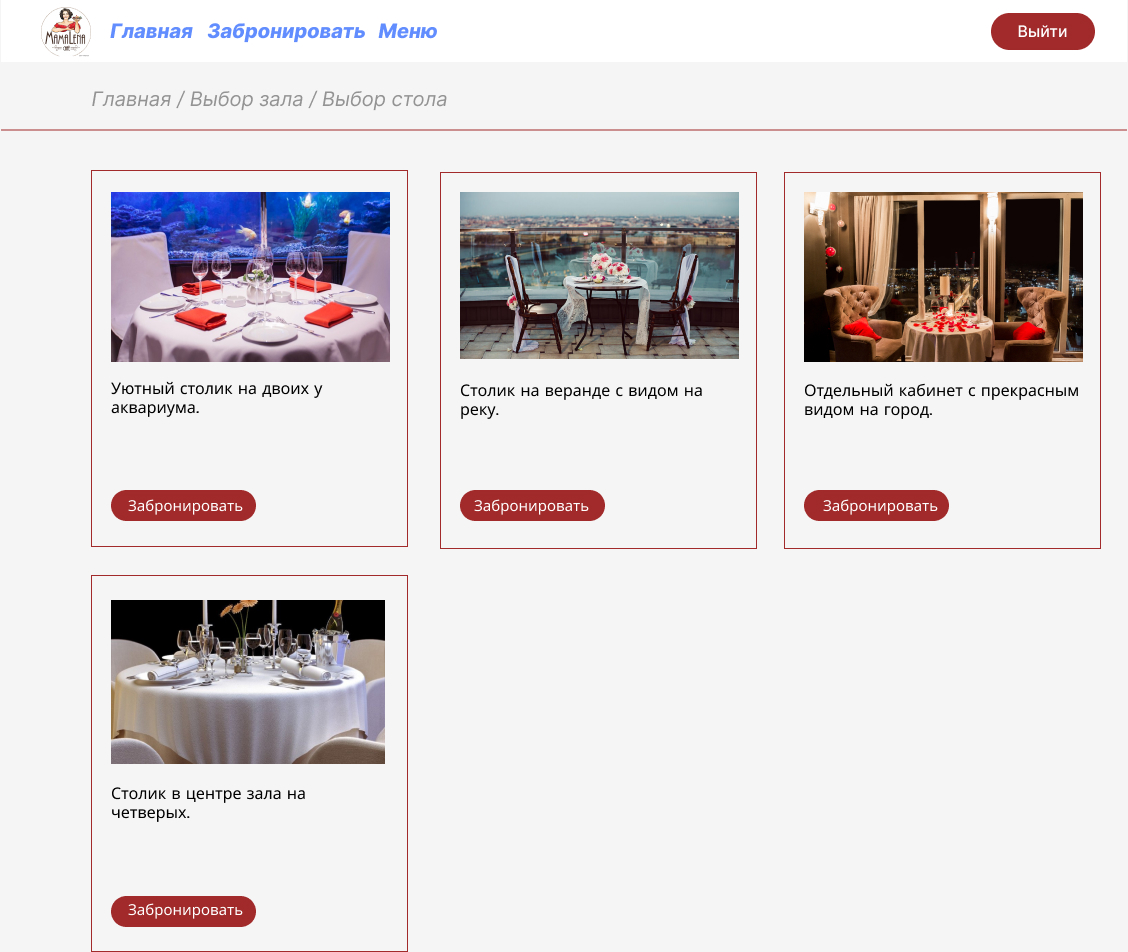 MAMALENA
CAFE
Главная Забронировать Меню
Выйти
Главная / Выбор зала / Выбор стола
Уютный столик на двоих у
аквариума.
Забронировать
Столик на веранде с видом на
реку.
Забронировать
Отдельный кабинет с прекрасным
видом на город.
Забронировать
Столик в центре зала на
четверых.
Забронировать